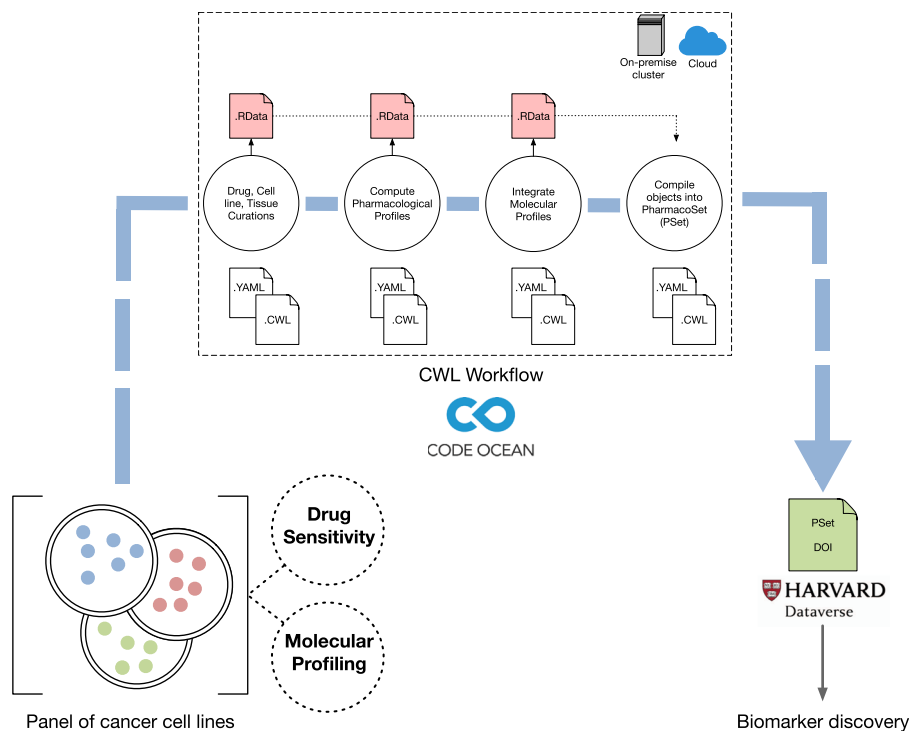 On-premise
cluster
Cloud
.RData
.RData
.RData
Drug, Cell
line, Tissue
Curations
Compute
Pharmacological
Profiles
Integrate
Molecular
Profiles
Compile
objects into
PharmacoSet
(PSet)
.YAML
.CWL
.YAML
.CWL
.YAML
.CWL
.YAML
.CWL
CWL Workflow
CODE OCEAN
Drug
Sensitivity
Molecular
Profiling
Panel of cancer cell lines
PSet
DOI
HARVARD
Dataverse
Biomarker discovery